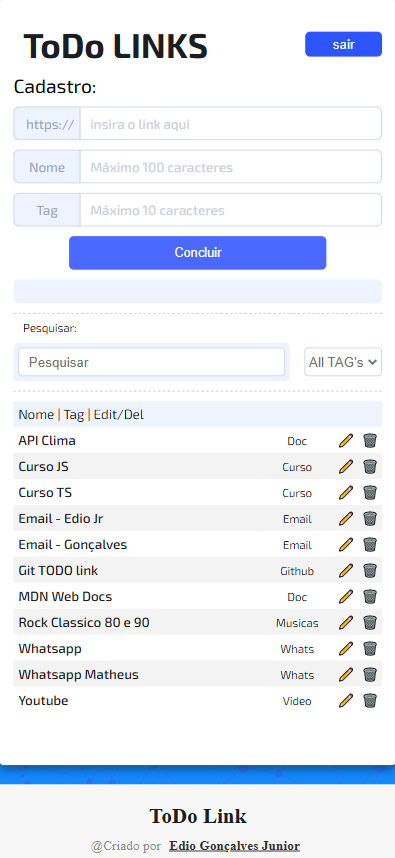 ToDo LINKS
sair
Cadastro:
https:// insira o link aqui
Nome Máximo 100 caracteres
Tag Máximo 10 caracteres
Concluir
Pesquisar:
Pesquisar All TAG's
Nome | Tag | Edit/Del
API Clima Doc
Curso JS Curso
Curso TS Curso
Email - Edio Jr Email
Email - Gonçalves Email
Git TODO link Github
MDN Web Docs Doc
Rock Classico 80 e 90 Musicas
Whatsapp Whats
Whatsapp Matheus Whats
Youtube Video
ToDo Link
@Criado por Edio Gonçalves Junior